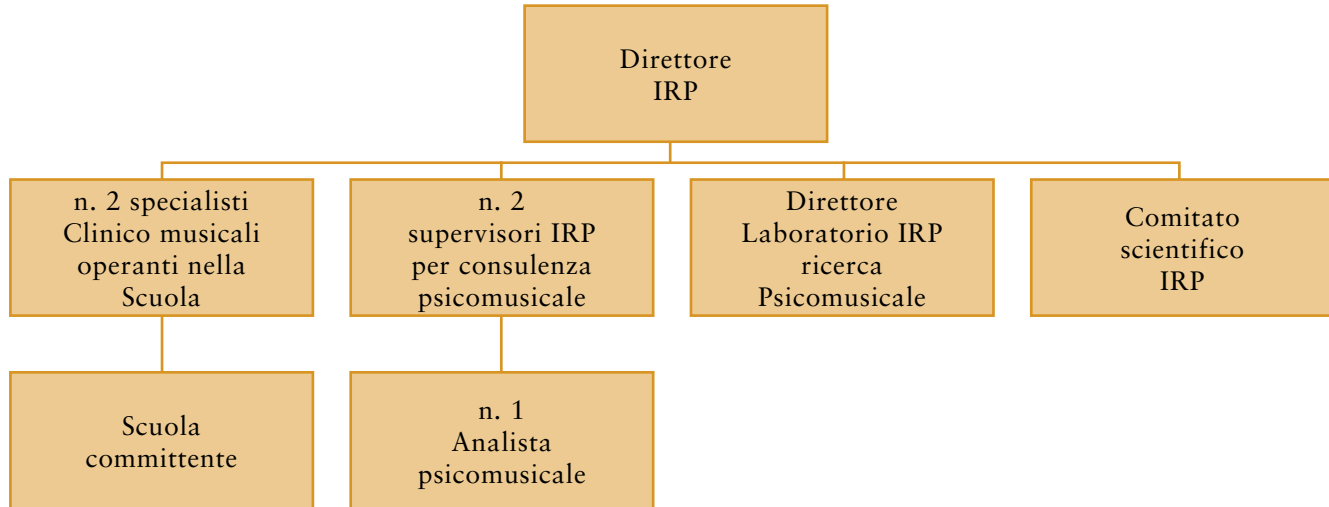 Direttore
IRP
n. 2 specialisti
Clinico musicali
operanti nella
Scuola
n. 2
supervisori IRP
per consulenza
psicomusicale
Direttore
Laboratorio IRP
ricerca
Psicomusicale
Comitato
scientifico
IRP
Scuola
committente
n. 1
Analista
psicomusicale